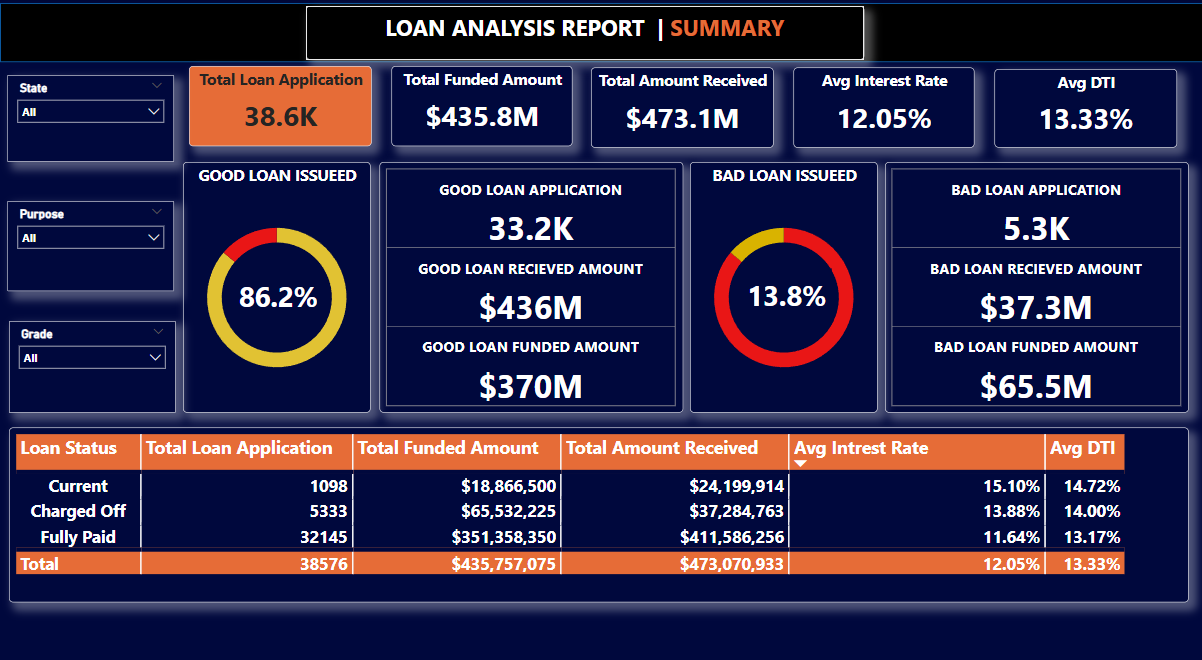 LOAN ANALYSIS REPORT | SUMMARY
State
All
Total Loan Application
38.6K
Total Funded Amount
$435.8M
Total Amount Received
$473.1M
Avg Interest Rate
12.05%
Avg DTI
13.33%
Purpose
All
Grade
All
GOOD LOAN ISSUEED
86.2%
GOOD LOAN APPLICATION
33.2K
GOOD LOAN RECIEVED AMOUNT
$436M
GOOD LOAN FUNDED AMOUNT
$370M
BAD LOAN ISSUEED
13.8%
BAD LOAN APPLICATION
5.3K
BAD LOAN RECIEVED AMOUNT
$37.3M
BAD LOAN FUNDED AMOUNT
$65.5M
Loan Status Total Loan Application Total Funded Amount Total Amount Received Avg Intrest Rate Avg DTI
Current 1098 $18,866,500 $24,199,914 15.10% 14.72%
Charged Off 5333 $65,532,225 $37,284,763 13.88% 14.00%
Fully Paid 32145 $351,358,350 $411,586,256 11.64% 13.17%
Total 38576 $435,757,075 $473,070,933 12.05% 13.33%